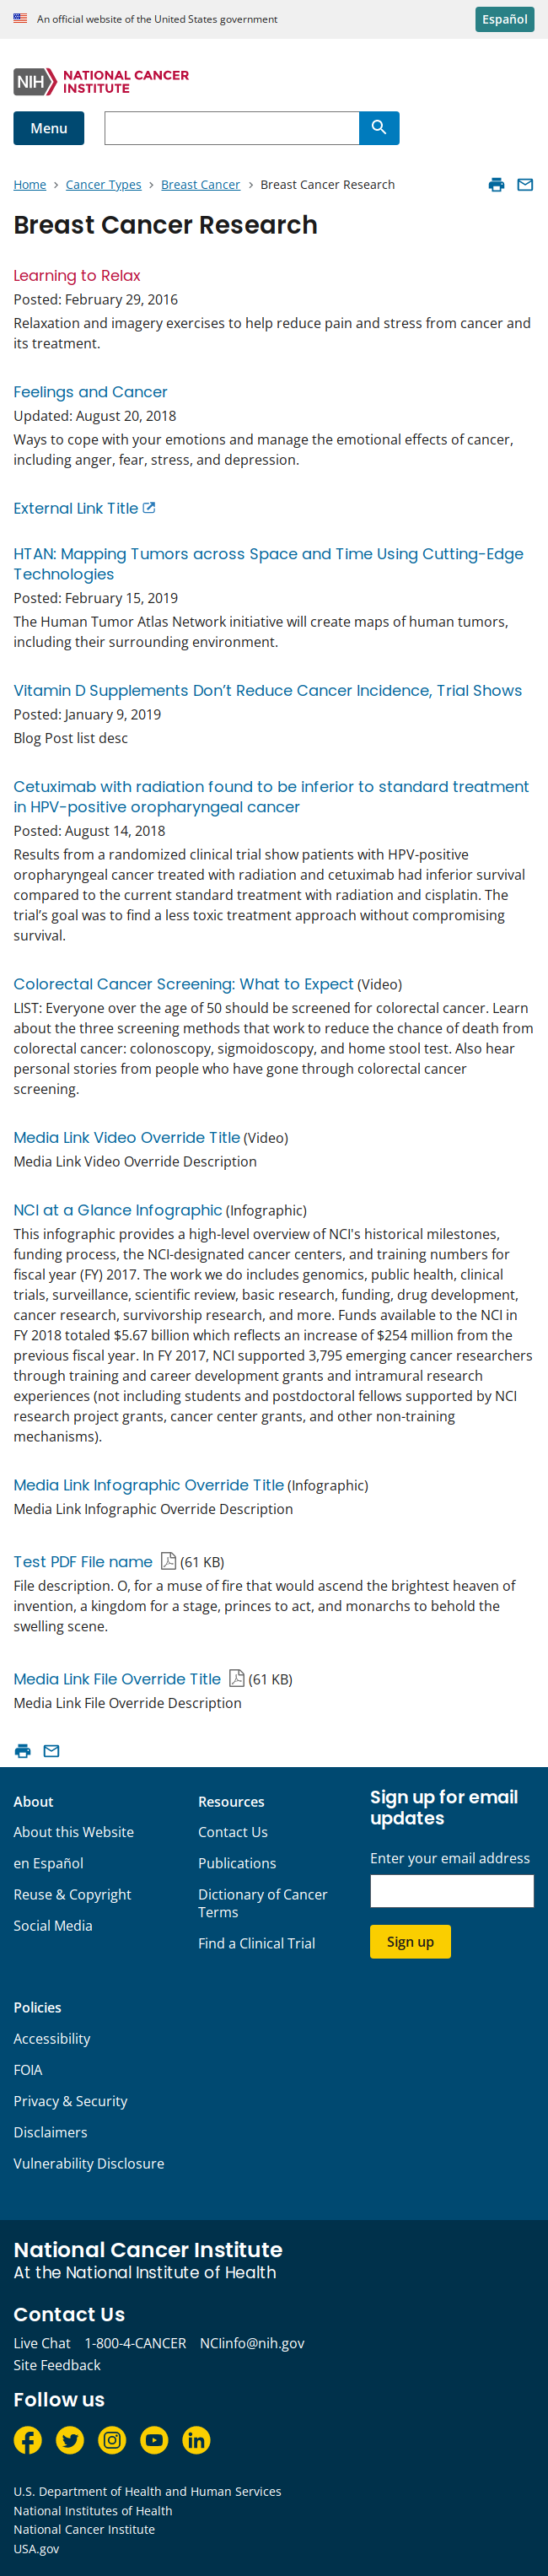 An official website of the United States government
Español
NIH NATIONAL CANCER
INSTITUTE
Menu
Home > Cancer Types > Breast Cancer > Breast Cancer Research
Breast Cancer Research
Learning to Relax
Posted: February 29, 2016
Relaxation and imagery exercises to help reduce pain and stress from cancer and
its treatment.
Feelings and Cancer
Updated: August 20, 2018
Ways to cope with your emotions and manage the emotional effects of cancer,
including anger, fear, stress, and depression.
External Link Title
HTAN: Mapping Tumors across Space and Time Using Cutting-Edge
Technologies
Posted: February 15, 2019
The Human Tumor Atlas Network initiative will create maps of human tumors,
including their surrounding environment.
Vitamin D Supplements Don’t Reduce Cancer Incidence, Trial Shows
Posted: January 9, 2019
Blog Post list desc
Cetuximab with radiation found to be inferior to standard treatment
in HPV-positive oropharyngeal cancer
Posted: August 14, 2018
Results from a randomized clinical trial show patients with HPV-positive
oropharyngeal cancer treated with radiation and cetuximab had inferior survival
compared to the current standard treatment with radiation and cisplatin. The
trial’s goal was to find a less toxic treatment approach without compromising
survival.
Colorectal Cancer Screening: What to Expect (Video)
LIST: Everyone over the age of 50 should be screened for colorectal cancer. Learn
about the three screening methods that work to reduce the chance of death from
colorectal cancer: colonoscopy, sigmoidoscopy, and home stool test. Also hear
personal stories from people who have gone through colorectal cancer
screening.
Media Link Video Override Title (Video)
Media Link Video Override Description
NCI at a Glance Infographic (Infographic)
This infographic provides a high-level overview of NCI's historical milestones,
funding process, the NCI-designated cancer centers, and training numbers for
fiscal year (FY) 2017. The work we do includes genomics, public health, clinical
trials, surveillance, scientific review, basic research, funding, drug development,
cancer research, survivorship research, and more. Funds available to the NCI in
FY 2018 totaled $5.67 billion which reflects an increase of $254 million from the
previous fiscal year. In FY 2017, NCI supported 3,795 emerging cancer researchers
through training and career development grants and intramural research
experiences (not including students and postdoctoral fellows supported by NCI
research project grants, cancer center grants, and other non-training
mechanisms).
Media Link Infographic Override Title (Infographic)
Media Link Infographic Override Description
Test PDF File name (61 KB)
File description. O, for a muse of fire that would ascend the brightest heaven of
invention, a kingdom for a stage, princes to act, and monarchs to behold the
swelling scene.
Media Link File Override Title (61 KB)
Media Link File Override Description
About
About this Website
en Español
Reuse & Copyright
Social Media
Resources
Contact Us
Publications
Dictionary of Cancer
Terms
Find a Clinical Trial
Sign up for email
updates
Enter your email address
Sign up
Policies
Accessibility
FOIA
Privacy & Security
Disclaimers
Vulnerability Disclosure
National Cancer Institute
At the National Institute of Health
Contact Us
Live Chat 1-800-4-CANCER NCIinfo@nih.gov
Site Feedback
Follow us
U.S. Department of Health and Human Services
National Institutes of Health
National Cancer Institute
USA.gov